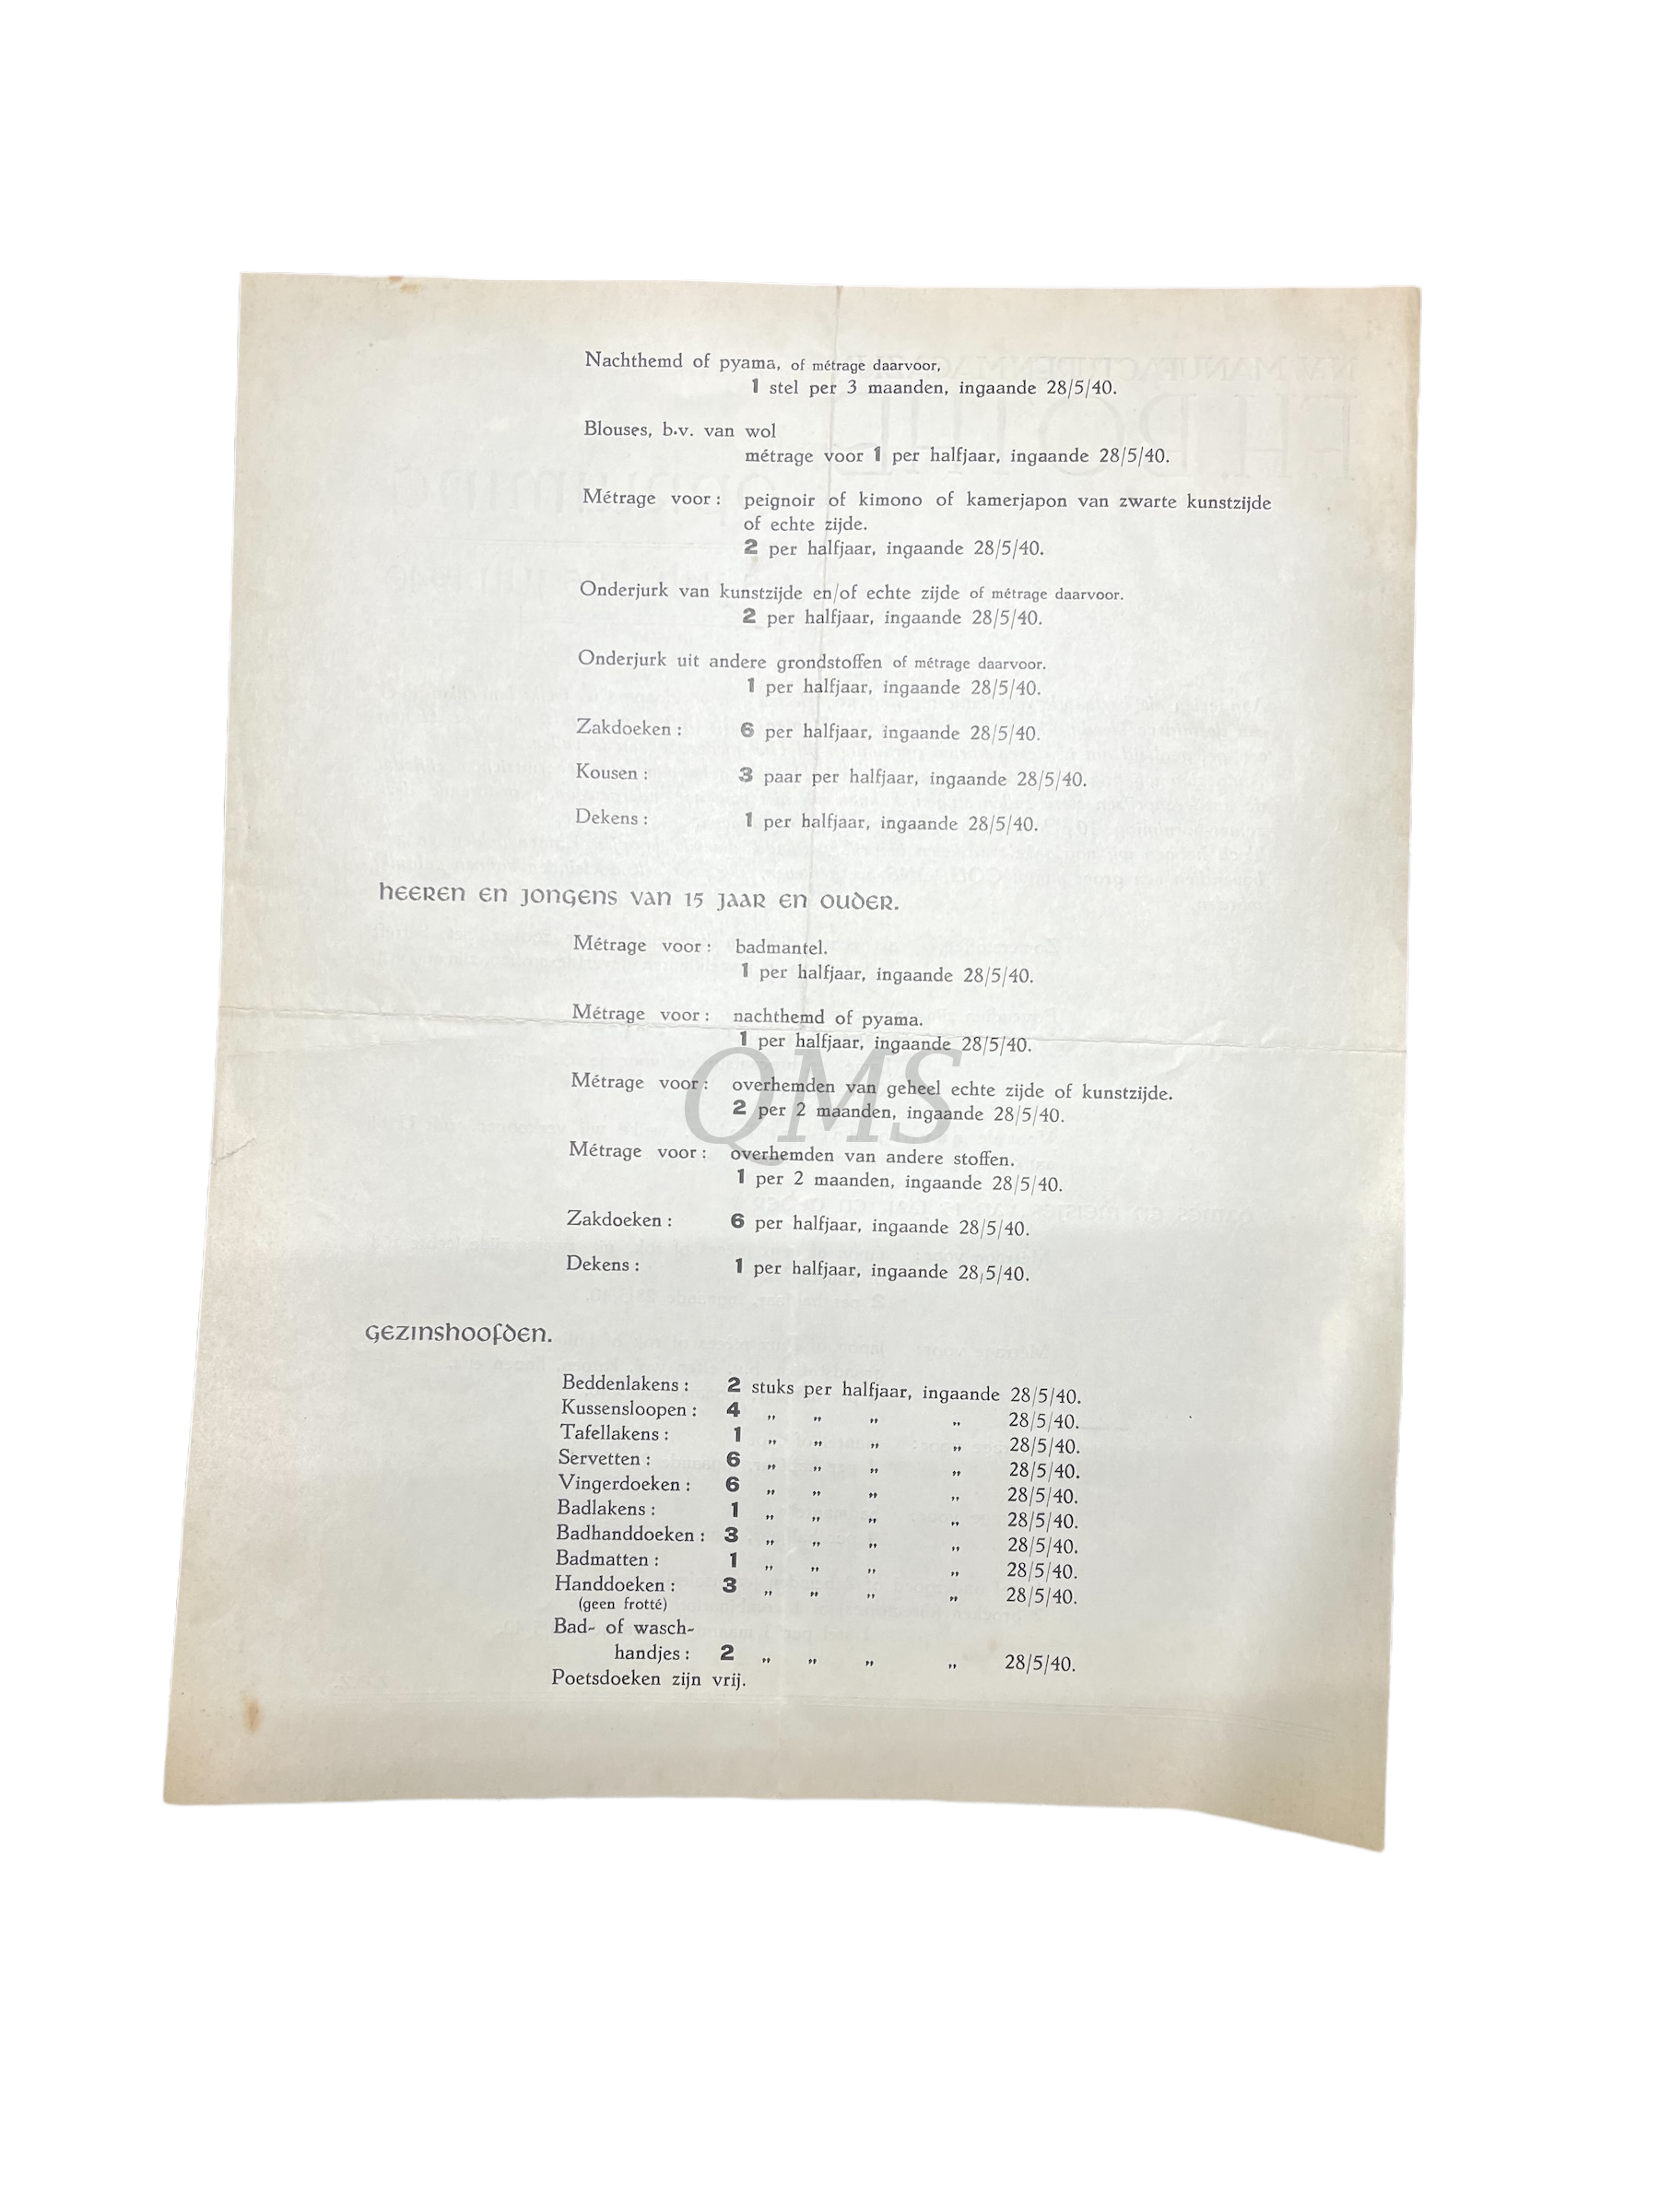 Nachthemd of pyama, of métrage daarvoor,
1 stel per 3 maanden, ingaande 28/5/40.
Blouses, b.v. van wol
métrage voor 1 per halfjaar, ingaande 28/5/40.
Métrage voor: peignoir of kimono of kamerjapon van zwarte kunstzijde
of echte zijde.
2 per halfjaar, ingaande 28/5/40.
Onderjurk van kunstzijde en/of echte zijde of métrage daarvoor.
2 per halfjaar, ingaande 28/5/40.
Onderjurk uit andere grondstoffen of métrage daarvoor.
1 per halfjaar, ingaande 28/5/40.
Zakdoeken: 6 per halfjaar, ingaande 28/5/40.
Kousen: 3 paar per halfjaar, ingaande 28/5/40.
Dekens: 1 per halfjaar, ingaande 28/5/40.
heeren en jongens van 15 jaar en ouder.
Métrage voor: badmantel.
1 per halfjaar, ingaande 28/5/40.
Métrage voor: nachthemd of pyama.
1 per halfjaar, ingaande 28/5/40.
QMS
Métrage voor: overhemden van geheel echte zijde of kunstzijde.
2 per 2 maanden, ingaande 28/5/40.
Métrage voor: overhemden van andere stoffen.
1 per 2 maanden, ingaande 28/5/40.
Zakdoeken: 6 per halfjaar, ingaande 28/5/40.
Dekens: 1 per halfjaar, ingaande 28/5/40.
gezinshoofden.
Beddenlakens: 2 stuks per halfjaar, ingaande 28/5/40.
Kussensloopen: 4 „ „ „ „ 28/5/40.
Tafellakens: 1 „ „ „ „ 28/5/40.
Servetten: 6 „ „ „ „ 28/5/40.
Vingerdoeken: 6 „ „ „ „ 28/5/40.
Badlakens: 1 „ „ „ „ 28/5/40.
Badhanddoeken: 3 „ „ „ „ 28/5/40.
Badmatten: 1 „ „ „ „ 28/5/40.
Handdoeken: 3 „ „ „ „ 28/5/40.
(geen frotté)
Bad- of wasch-
handjes: 2 „ „ „ „ 28/5/40.
Poetsdoeken zijn vrij.